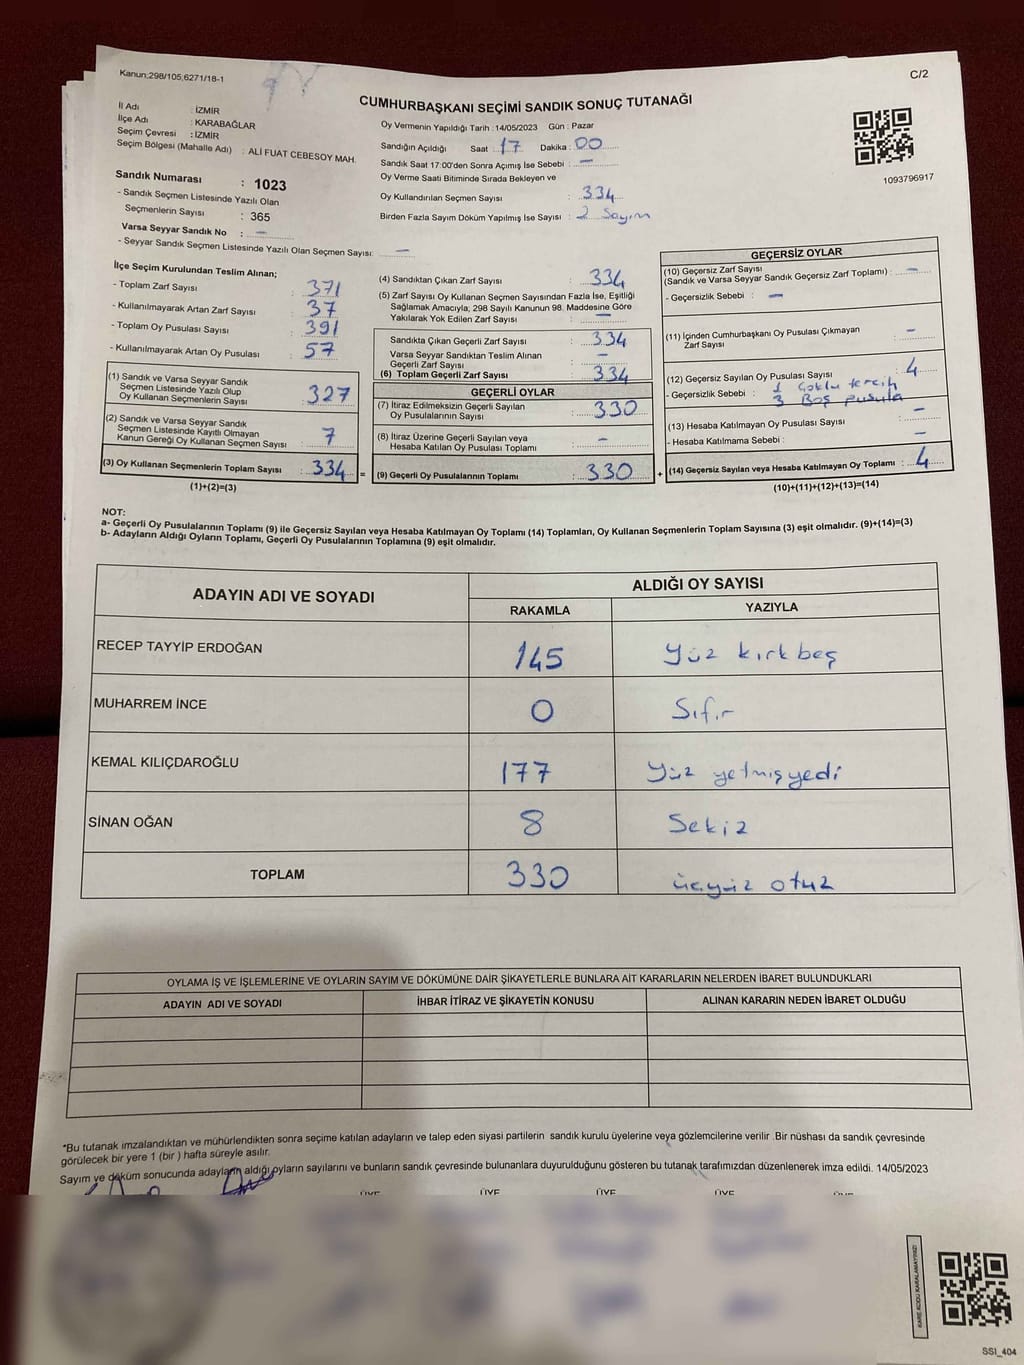 Kanun;298/105;6271/18-1
C/2
CUMHURBAŞKANI SEÇİMİ SANDIK SONUÇ TUTANAĞI
İl Adı : İZMİR
İlçe Adı : KARABAĞLAR
Seçim Çevresi : İZMİR
Seçim Bölgesi (Mahalle Adı) : ALİ FUAT CEBESOY MAH.
Oy Vermenin Yapıldığı Tarih : 14/05/2023 Gün : Pazar
Sandığın Açıldığı Saat : 17 Dakika : 00
Sandık Saat 17:00'den Sonra Açımış İse Sebebi : —
Oy Verme Saati Bitiminde Sırada Bekleyen ve
Oy Kullandırılan Seçmen Sayısı : 334
Birden Fazla Sayım Döküm Yapılmış İse Sayısı : 2 Sayım
1093796917
Sandık Numarası : 1023
- Sandık Seçmen Listesinde Yazılı Olan
Seçmenlerin Sayısı : 365
Varsa Seyyar Sandık No : —
- Seyyar Sandık Seçmen Listesinde Yazılı Olan Seçmen Sayısı: —
İlçe Seçim Kurulundan Teslim Alınan;
- Toplam Zarf Sayısı : 371
- Kullanılmayarak Artan Zarf Sayısı : 37
- Toplam Oy Pusulası Sayısı : 391
- Kullanılmayarak Artan Oy Pusulası : 57
(1) Sandık ve Varsa Seyyar Sandık
Seçmen Listesinde Yazılı Olup
Oy Kullanan Seçmenlerin Sayısı : 327
(2) Sandık ve Varsa Seyyar Sandık
Seçmen Listesinde Kayıtlı Olmayan
Kanun Gereği Oy Kullanan Seçmen Sayısı : 7
(3) Oy Kullanan Seçmenlerin Toplam Sayısı : 334 =
(1)+(2)=(3)
(4) Sandıktan Çıkan Zarf Sayısı : 334
(5) Zarf Sayısı Oy Kullanan Seçmen Sayısından Fazla İse, Eşitliği
Sağlamak Amacıyla; 298 Sayılı Kanunun 98. Maddesine Göre
Yakılarak Yok Edilen Zarf Sayısı : —
Sandıkta Çıkan Geçerli Zarf Sayısı : 334
Varsa Seyyar Sandıktan Teslim Alınan
Geçerli Zarf Sayısı : —
(6) Toplam Geçerli Zarf Sayısı : 334
GEÇERLİ OYLAR
(7) İtiraz Edilmeksizin Geçerli Sayılan
Oy Pusulalarının Sayısı : 330
(8) İtiraz Üzerine Geçerli Sayılan veya
Hesaba Katılan Oy Pusulası Toplamı : —
(9) Geçerli Oy Pusulalarının Toplamı : 330 +
GEÇERSİZ OYLAR
(10) Geçersiz Zarf Sayısı
(Sandık ve Varsa Seyyar Sandık Geçersiz Zarf Toplamı) : —
- Geçersizlik Sebebi : —
(11) İçinden Cumhurbaşkanı Oy Pusulası Çıkmayan
Zarf Sayısı : —
(12) Geçersiz Sayılan Oy Pusulası Sayısı : 4
- Geçersizlik Sebebi : 1 çoklu tercih
3 Boş pusula
(13) Hesaba Katılmayan Oy Pusulası Sayısı : —
- Hesaba Katılmama Sebebi : —
(14) Geçersiz Sayılan veya Hesaba Katılmayan Oy Toplamı : 4
(10)+(11)+(12)+(13)=(14)
NOT:
a- Geçerli Oy Pusulalarının Toplamı (9) ile Geçersiz Sayılan veya Hesaba Katılmayan Oy Toplamı (14) Toplamları, Oy Kullanan Seçmenlerin Toplam Sayısına (3) eşit olmalıdır. (9)+(14)=(3)
b- Adayların Aldığı Oyların Toplamı, Geçerli Oy Pusulalarının Toplamına (9) eşit olmalıdır.
ADAYIN ADI VE SOYADI
ALDIĞI OY SAYISI
RAKAMLA YAZIYLA
RECEP TAYYİP ERDOĞAN 145 Yüz kırk beş
MUHARREM İNCE 0 Sıfır
KEMAL KILIÇDAROĞLU 177 Yüz yetmiş yedi
SİNAN OĞAN 8 Sekiz
TOPLAM 330 üçyüz otuz
OYLAMA İŞ VE İŞLEMLERİNE VE OYLARIN SAYIM VE DÖKÜMÜNE DAİR ŞİKAYETLERLE BUNLARA AİT KARARLARIN NELERDEN İBARET BULUNDUKLARI
ADAYIN ADI VE SOYADI İHBAR İTİRAZ VE ŞİKAYETİN KONUSU ALINAN KARARIN NEDEN İBARET OLDUĞU
*Bu tutanak imzalandıktan ve mühürlendikten sonra seçime katılan adayların ve talep eden siyasi partilerin sandık kurulu üyelerine veya gözlemcilerine verilir .Bir nüshası da sandık çevresinde
görülecek bir yere 1 (bir ) hafta süreyle asılır.
Sayım ve döküm sonucunda adayların aldığı oyların sayılarını ve bunların sandık çevresinde bulunanlara duyurulduğunu gösteren bu tutanak tarafımızdan düzenlenerek imza edildi. 14/05/2023
ÜYE ÜYE ÜYE ÜYE
KARE KODU KARALAMAYINIZ!
SSI_404